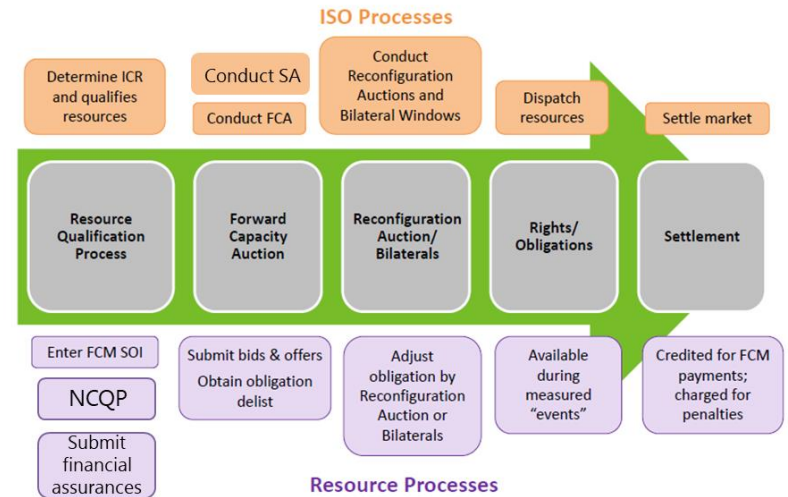 ISO Processes
Determine ICR
and qualifies
resources
Conduct SA
Conduct FCA
Conduct
Reconfiguration
Auctions and
Bilateral Windows
Dispatch
resources
Settle market
Resource
Qualification
Process
Forward
Capacity
Auction
Reconfiguration
Auction/
Bilaterals
Rights/
Obligations
Settlement
Enter FCM SOI
NCQP
Submit
financial
assurances
Submit bids & offers
Obtain obligation
delist
Adjust
obligation by
Reconfiguration
Auction or
Bilaterals
Available
during
measured
“events”
Credited for FCM
payments;
charged for
penalties
Resource Processes